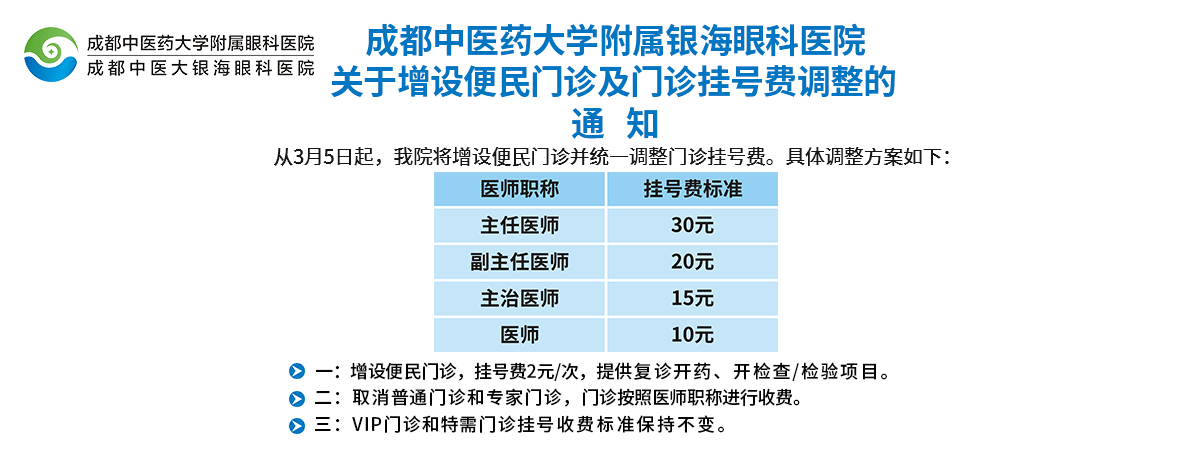 成都中医药大学附属眼科医院
成都中医大银海眼科医院
成都中医药大学附属银海眼科医院
关于增设便民门诊及门诊挂号费调整的
通 知
从3月5日起，我院将增设便民门诊并统一调整门诊挂号费。具体调整方案如下：
医师职称 挂号费标准
主任医师 30元
副主任医师 20元
主治医师 15元
医师 10元
一：增设便民门诊，挂号费2元/次，提供复诊开药、开检查/检验项目。
二：取消普通门诊和专家门诊，门诊按照医师职称进行收费。
三：VIP门诊和特需门诊挂号收费标准保持不变。